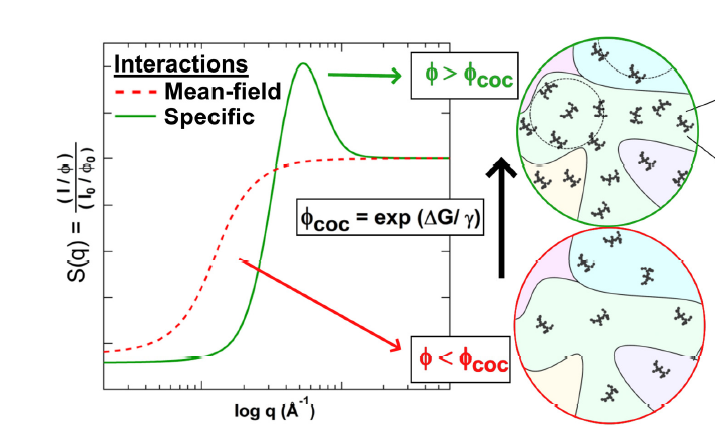 Interactions
Mean-field
Specific
ϕ > ϕcoc
S(q) = (I / ϕ) / (I₀ / ϕ₀)
ϕcoc = exp (ΔG/ γ)
ϕ < ϕcoc
log q (Å⁻¹)